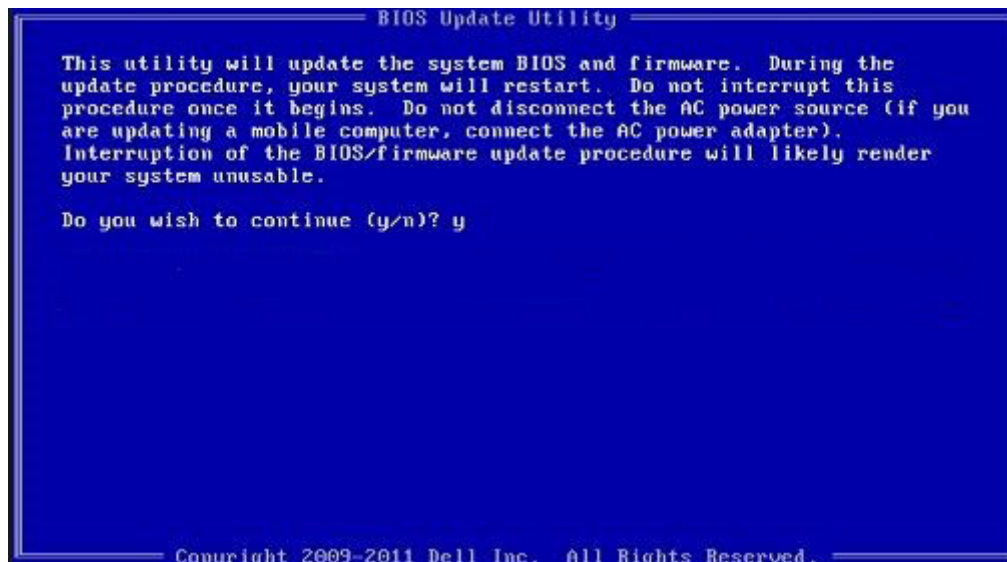 BIOS Update Utility
This utility will update the system BIOS and firmware. During the
update procedure, your system will restart. Do not interrupt this
procedure once it begins. Do not disconnect the AC power source (if you
are updating a mobile computer, connect the AC power adapter).
Interruption of the BIOS/firmware update procedure will likely render
your system unusable.
Do you wish to continue (y/n)? y
Copyright 2009-2011 Dell Inc. All Rights Reserved.